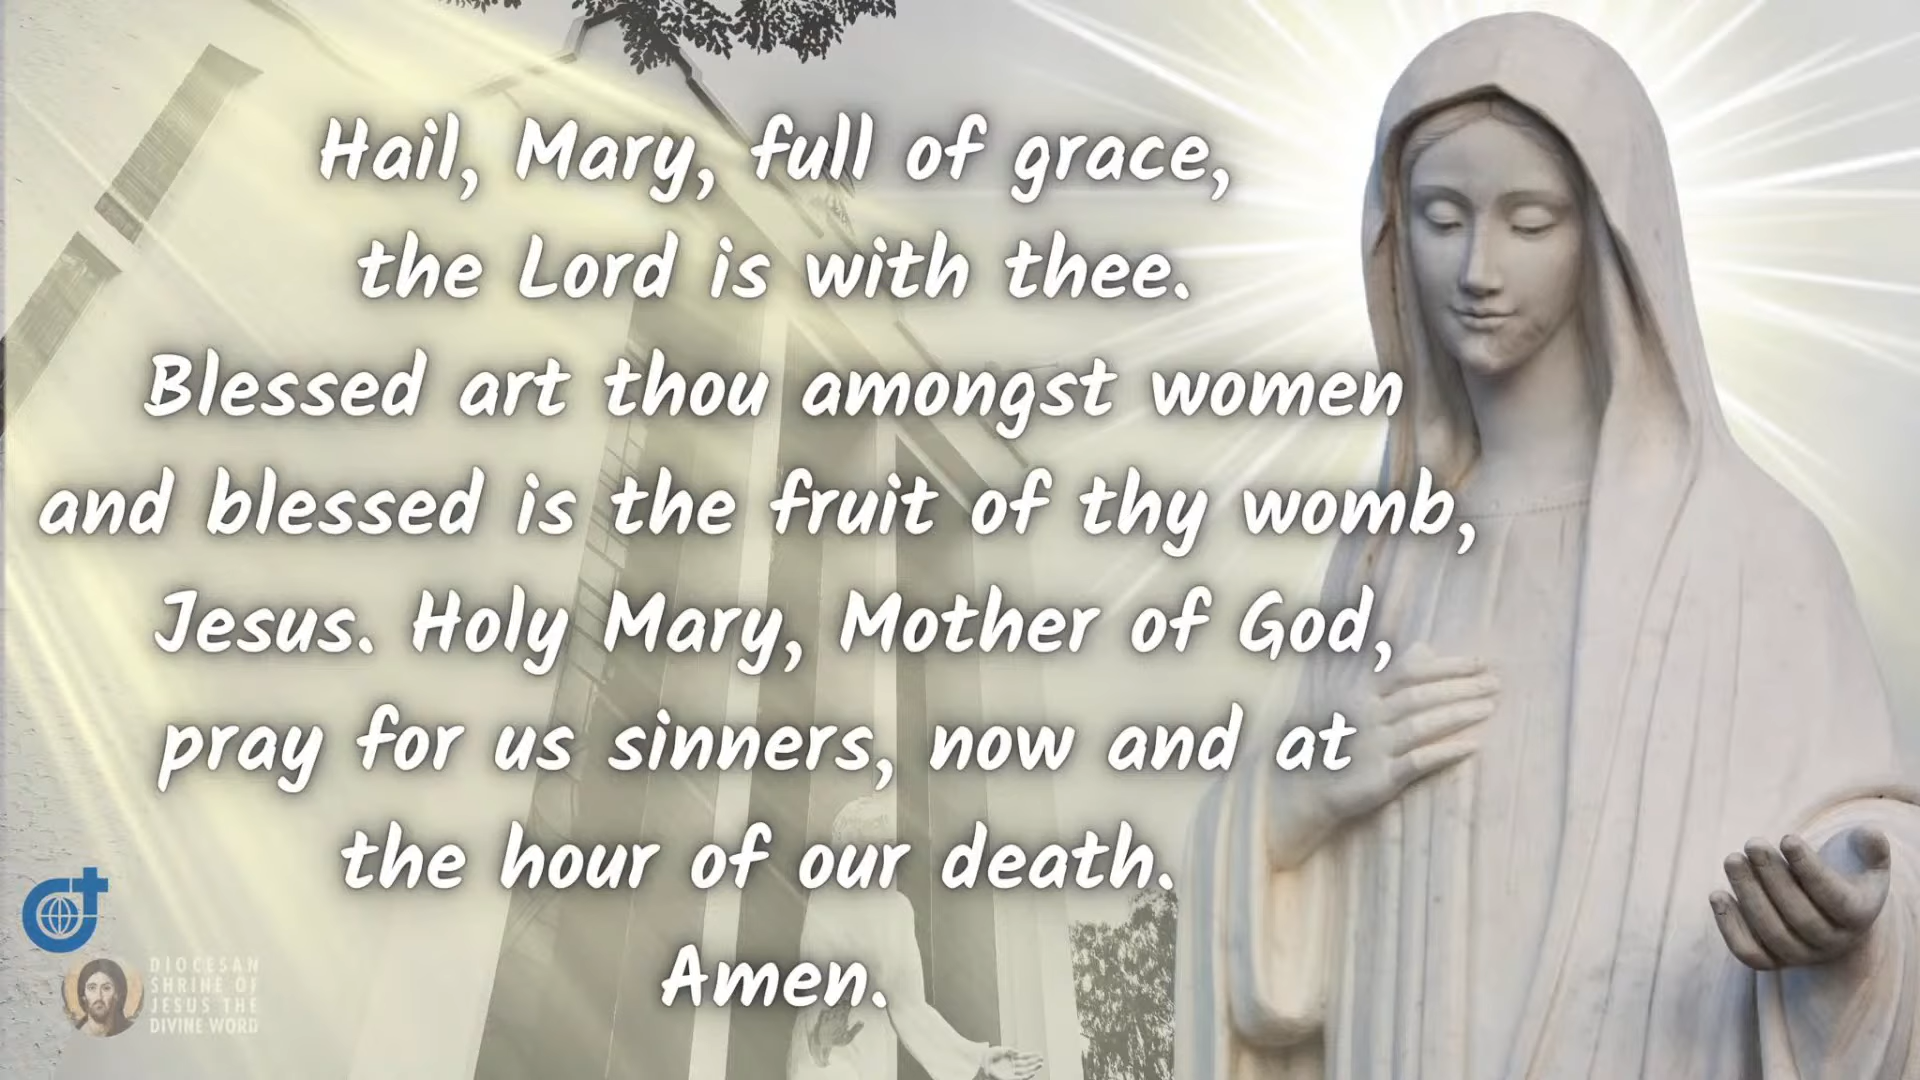 Hail, Mary, full of grace,
the Lord is with thee.
Blessed art thou amongst women
and blessed is the fruit of thy womb,
Jesus. Holy Mary, Mother of God,
pray for us sinners, now and at
the hour of our death.
Amen.
DIOCESAN
SHRINE OF
JESUS THE
DIVINE WORD